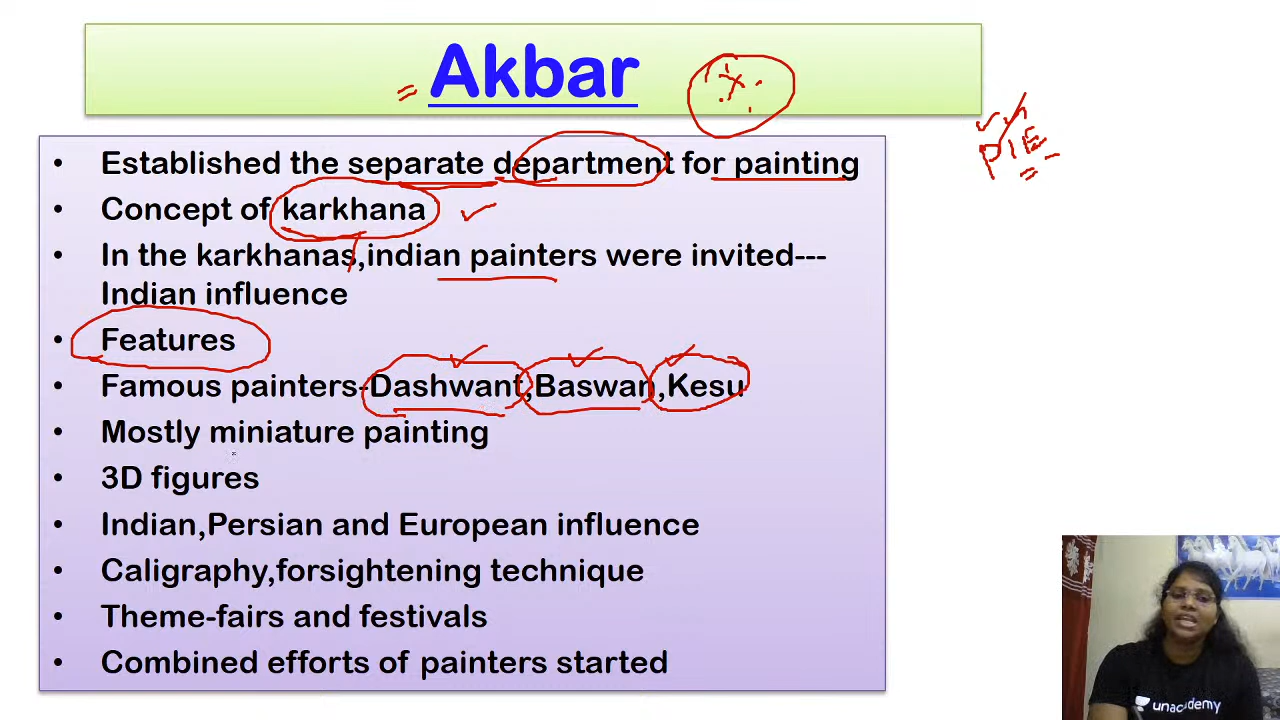 = Akbar
PIE
• Established the separate department for painting
• Concept of karkhana
• In the karkhanas,indian painters were invited---
Indian influence
• Features
• Famous painters-Dashwant,Baswan,Kesu
• Mostly miniature painting
• 3D figures
• Indian,Persian and European influence
• Caligraphy,forsightening technique
• Theme-fairs and festivals
• Combined efforts of painters started
unacademy